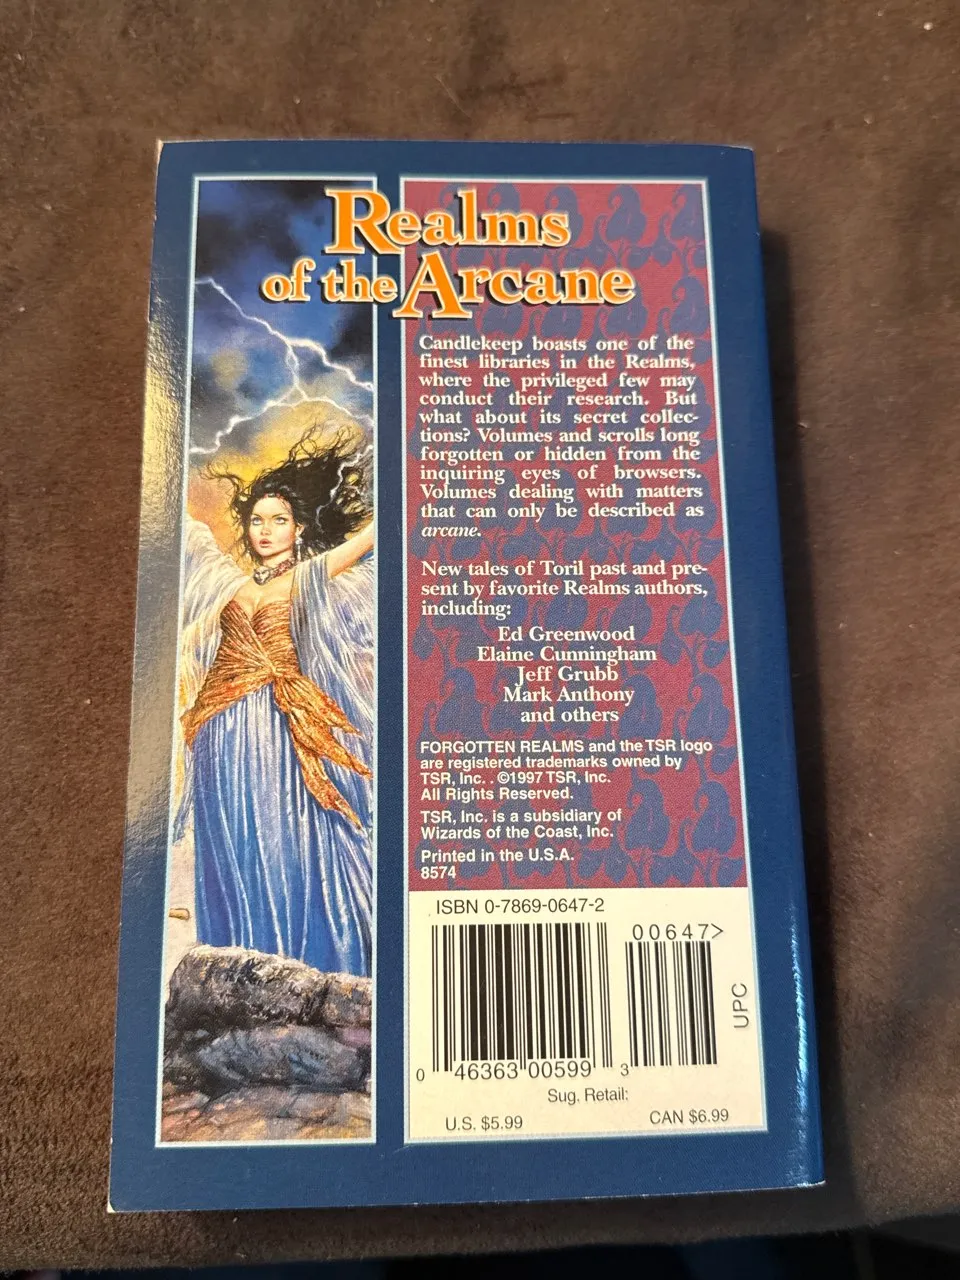 Realms
of the Arcane
Candlekeep boasts one of the
finest libraries in the Realms,
where the privileged few may
conduct their research. But
what about its secret collec-
tions? Volumes and scrolls long
forgotten or hidden from the
inquiring eyes of browsers.
Volumes dealing with matters
that can only be described as
arcane.
New tales of Toril past and pre-
sent by favorite Realms authors,
including:
Ed Greenwood
Elaine Cunningham
Jeff Grubb
Mark Anthony
and others
FORGOTTEN REALMS and the TSR logo
are registered trademarks owned by
TSR, Inc. . ©1997 TSR, Inc.
All Rights Reserved.
TSR, Inc. is a subsidiary of
Wizards of the Coast, Inc.
Printed in the U.S.A.
8574
ISBN 0-7869-0647-2
00647>
UPC
0 46363 00599 3
Sug. Retail:
U.S. $5.99 CAN $6.99